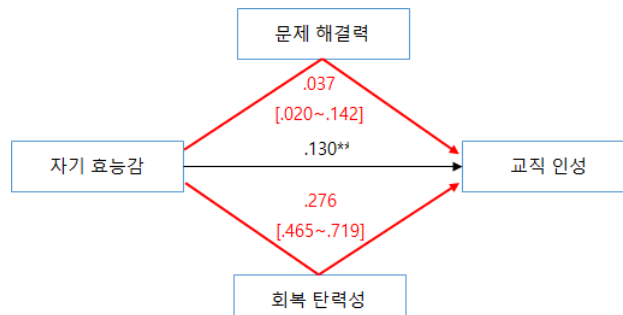 문제 해결력
.037
[.020~.142]
.130**
자기 효능감
교직 인성
.276
[.465~.719]
회복 탄력성